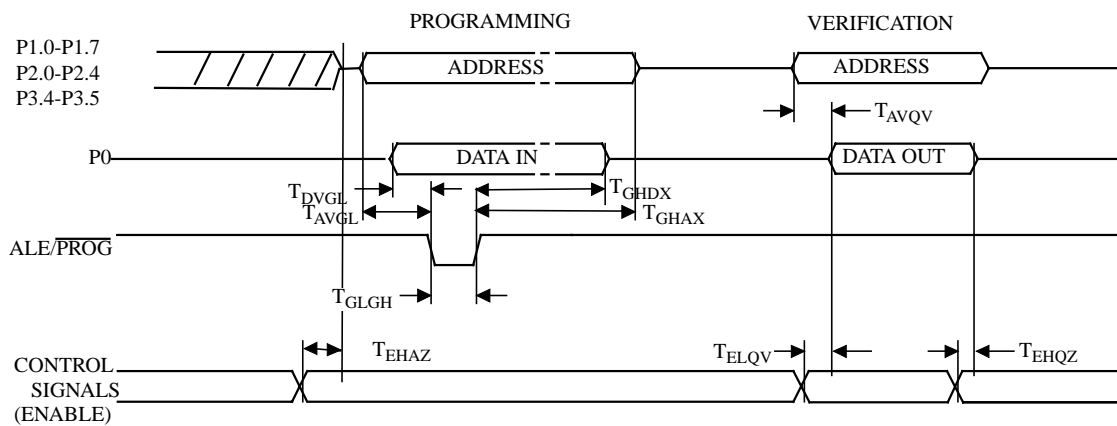 PROGRAMMING
VERIFICATION
P1.0-P1.7
P2.0-P2.4
P3.4-P3.5
ADDRESS
ADDRESS
TAVQV
P0
DATA IN
DATA OUT
TDVGL
TGHDX
TAVGL
TGHAX
ALE/PROG
TGLGH
TEHAZ
TELQV
TEHQZ
CONTROL
SIGNALS
(ENABLE)